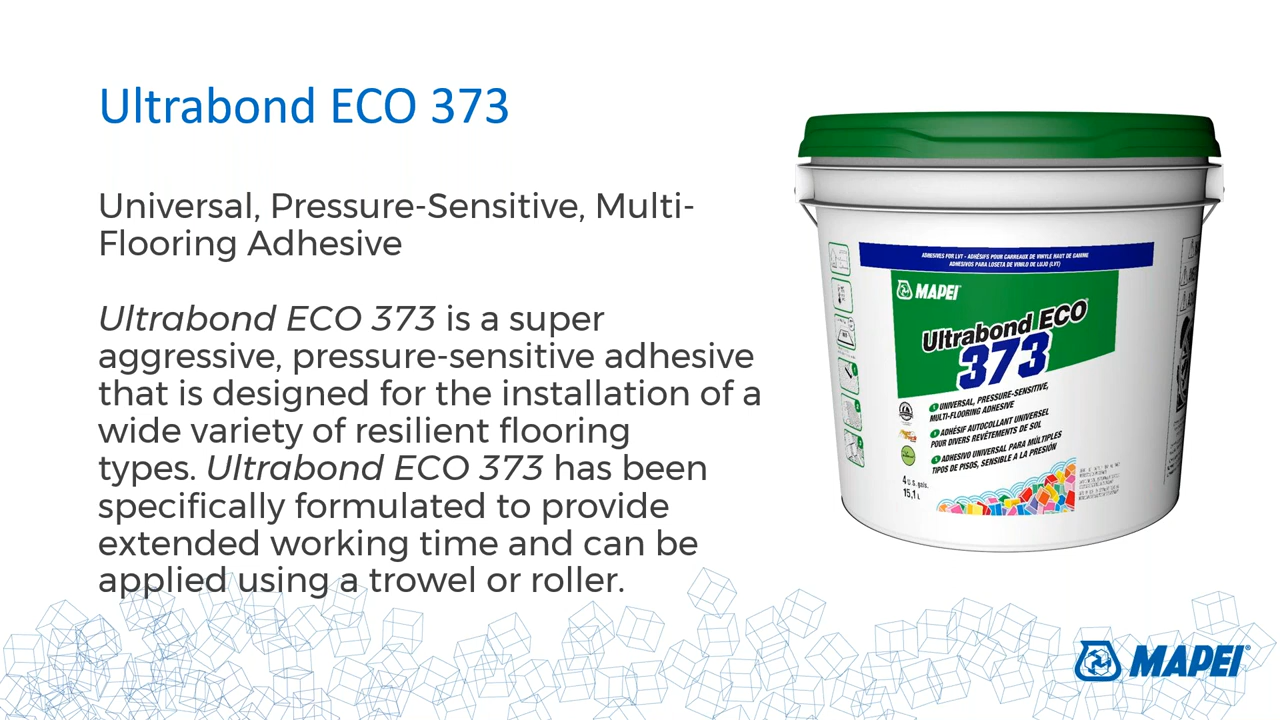 Ultrabond ECO 373
Universal, Pressure-Sensitive, Multi-
Flooring Adhesive
Ultrabond ECO 373 is a super
aggressive, pressure-sensitive adhesive
that is designed for the installation of a
wide variety of resilient flooring
types. Ultrabond ECO 373 has been
specifically formulated to provide
extended working time and can be
applied using a trowel or roller.
ADHESIVES FOR LVT - ADHÉSIFS POUR CARREAUX DE VINYLE HAUT DE GAMME
ADHESIVOS PARA LOSETA DE VINILO DE LUJO (LVT)
MAPEI
Ultrabond ECO
373
UNIVERSAL, PRESSURE-SENSITIVE,
MULTI-FLOORING ADHESIVE
ADHÉSIF AUTOCOLLANT UNIVERSEL
POUR DIVERS REVÊTEMENTS DE SOL
ADHESIVO UNIVERSAL PARA MÚLTIPLES
TIPOS DE PISOS, SENSIBLE A LA PRESIÓN
4 U.S. gals.
15,1 L
MAPEI®